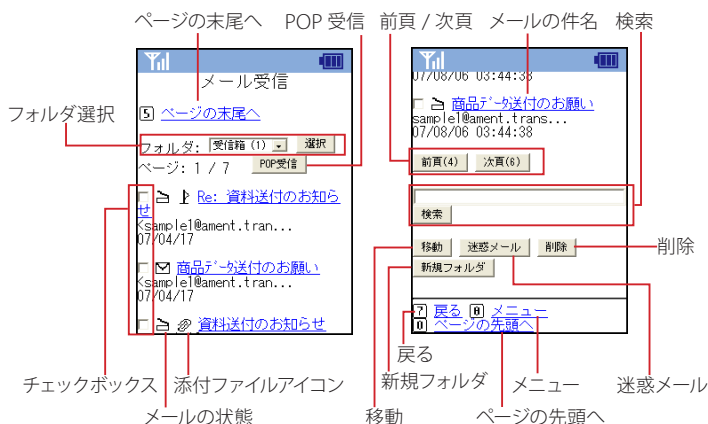 ページの末尾へ
POP 受信
前頁 / 次頁
メールの件名
検索
フォルダ選択
メール受信
5 ページの末尾へ
フォルダ: 受信箱 (1) 選択
ページ: 1 / 7 POP受信
Re: 資料送付のお知ら
せ
<sample1@ament.tran...
07/04/17
商品ﾃﾞｰﾀ送付のお願い
<sample1@ament.tran...
07/04/17
資料送付のお知らせ
07/08/06 03:44:38
商品ﾃﾞｰﾀ送付のお願い
sample1@ament.trans...
07/08/06 03:44:38
前頁(4) 次頁(6)
検索
移動 迷惑メール 削除
新規フォルダ
7 戻る 8 メニュー
0 ページの先頭へ
削除
戻る
チェックボックス
添付ファイルアイコン
新規フォルダ
メニュー
迷惑メール
メールの状態
移動
ページの先頭へ